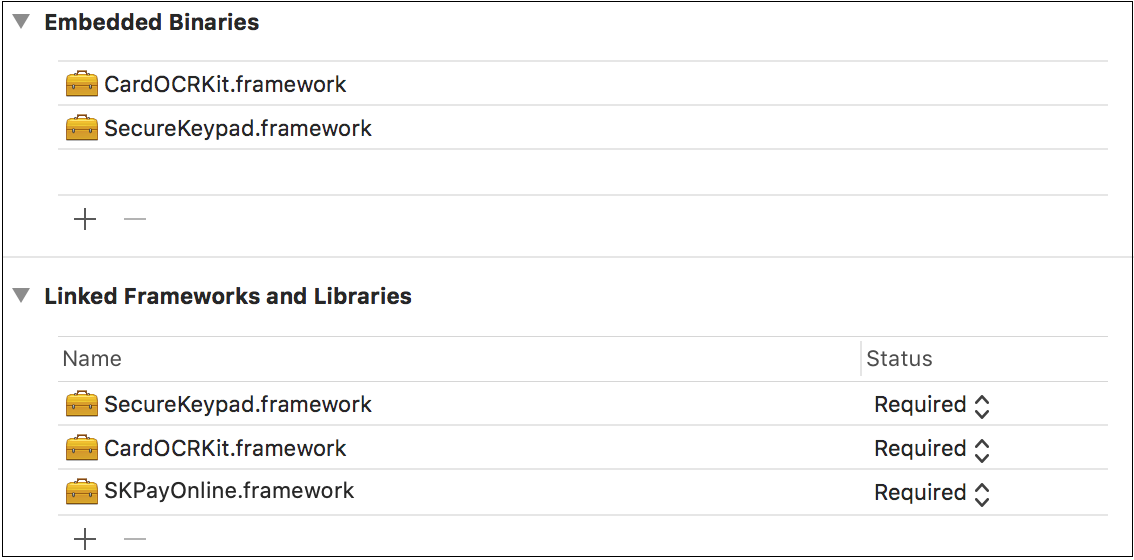 Embedded Binaries
CardOCRKit.framework
SecureKeypad.framework
Linked Frameworks and Libraries
Name Status
SecureKeypad.framework Required
CardOCRKit.framework Required
SKPayOnline.framework Required